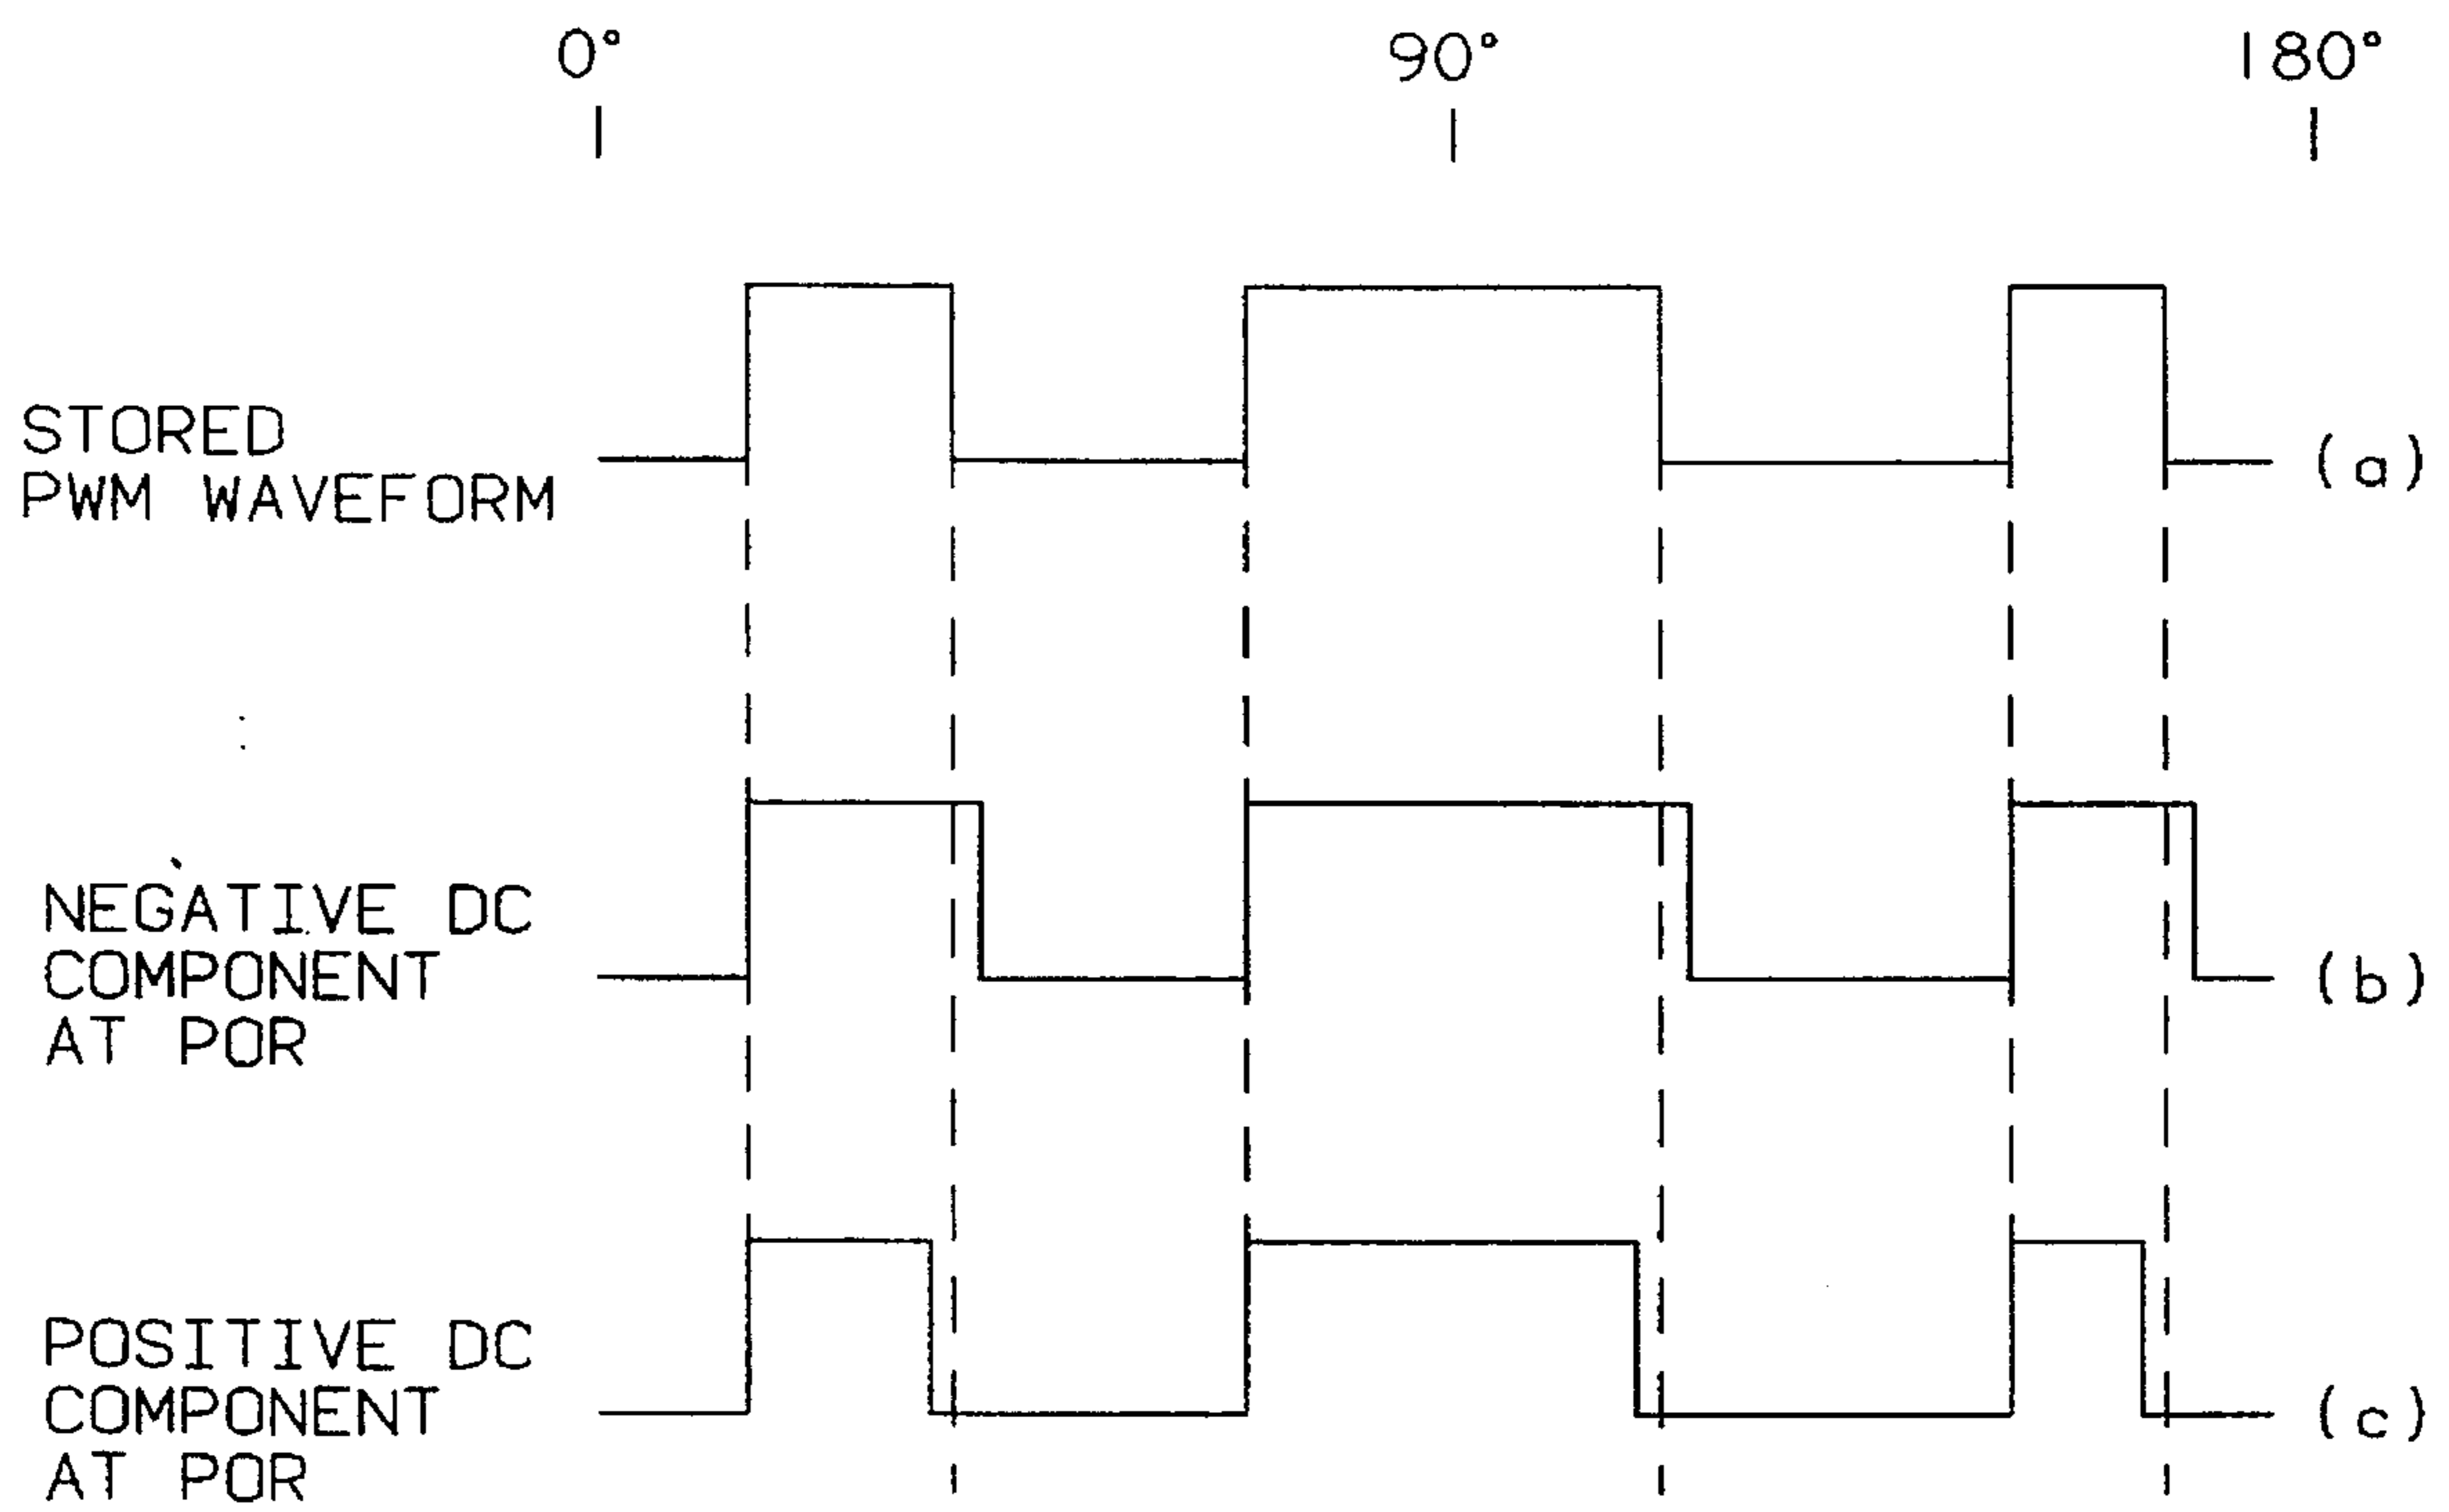 0° 90° 180°
STORED
PWM WAVEFORM
(a)
NEGATIVE DC
COMPONENT
AT POR
(b)
POSITIVE DC
COMPONENT
AT POR
(c)